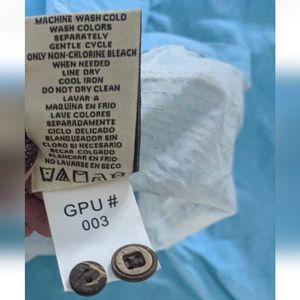 MACHINE WASH COLD
WASH COLORS
SEPARATELY
GENTLE CYCLE
ONLY NON-CHLORINE BLEACH
WHEN NEEDED
LINE DRY
COOL IRON
DO NOT DRY CLEAN
LAVAR A
MAQUINA EN FRIO
LAVE COLORES
SEPARADAMENTE
CICLO DELICADO
BLANQUEADOR SIN
CLORO SI NECESARIO
SECAR COLGADO
PLANCHAR EN FRIO
NO LAVARSE EN SECO
GPU #
003